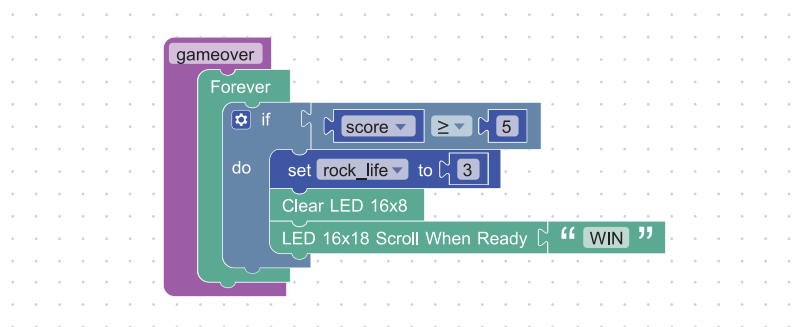 gameover
Forever
if score ≥ 5
do set rock_life to 3
Clear LED 16x8
LED 16x18 Scroll When Ready “ WIN ”